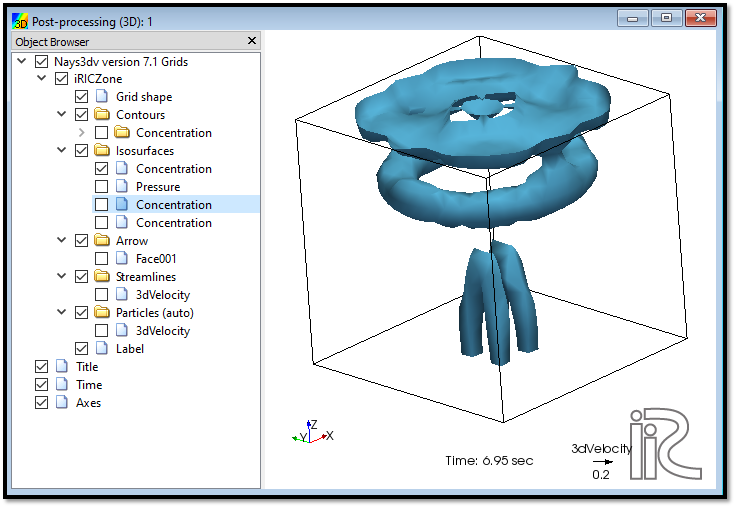 3D Post-processing (3D): 1
Object Browser
Nays3dv version 7.1 Grids
iRICZone
Grid shape
Contours
Concentration
Isosurfaces
Concentration
Pressure
Concentration
Concentration
Arrow
Face001
Streamlines
3dVelocity
Particles (auto)
3dVelocity
Label
Title
Time
Axes
Z
Y
X
Time: 6.95 sec
3dVelocity
0.2
iRIC